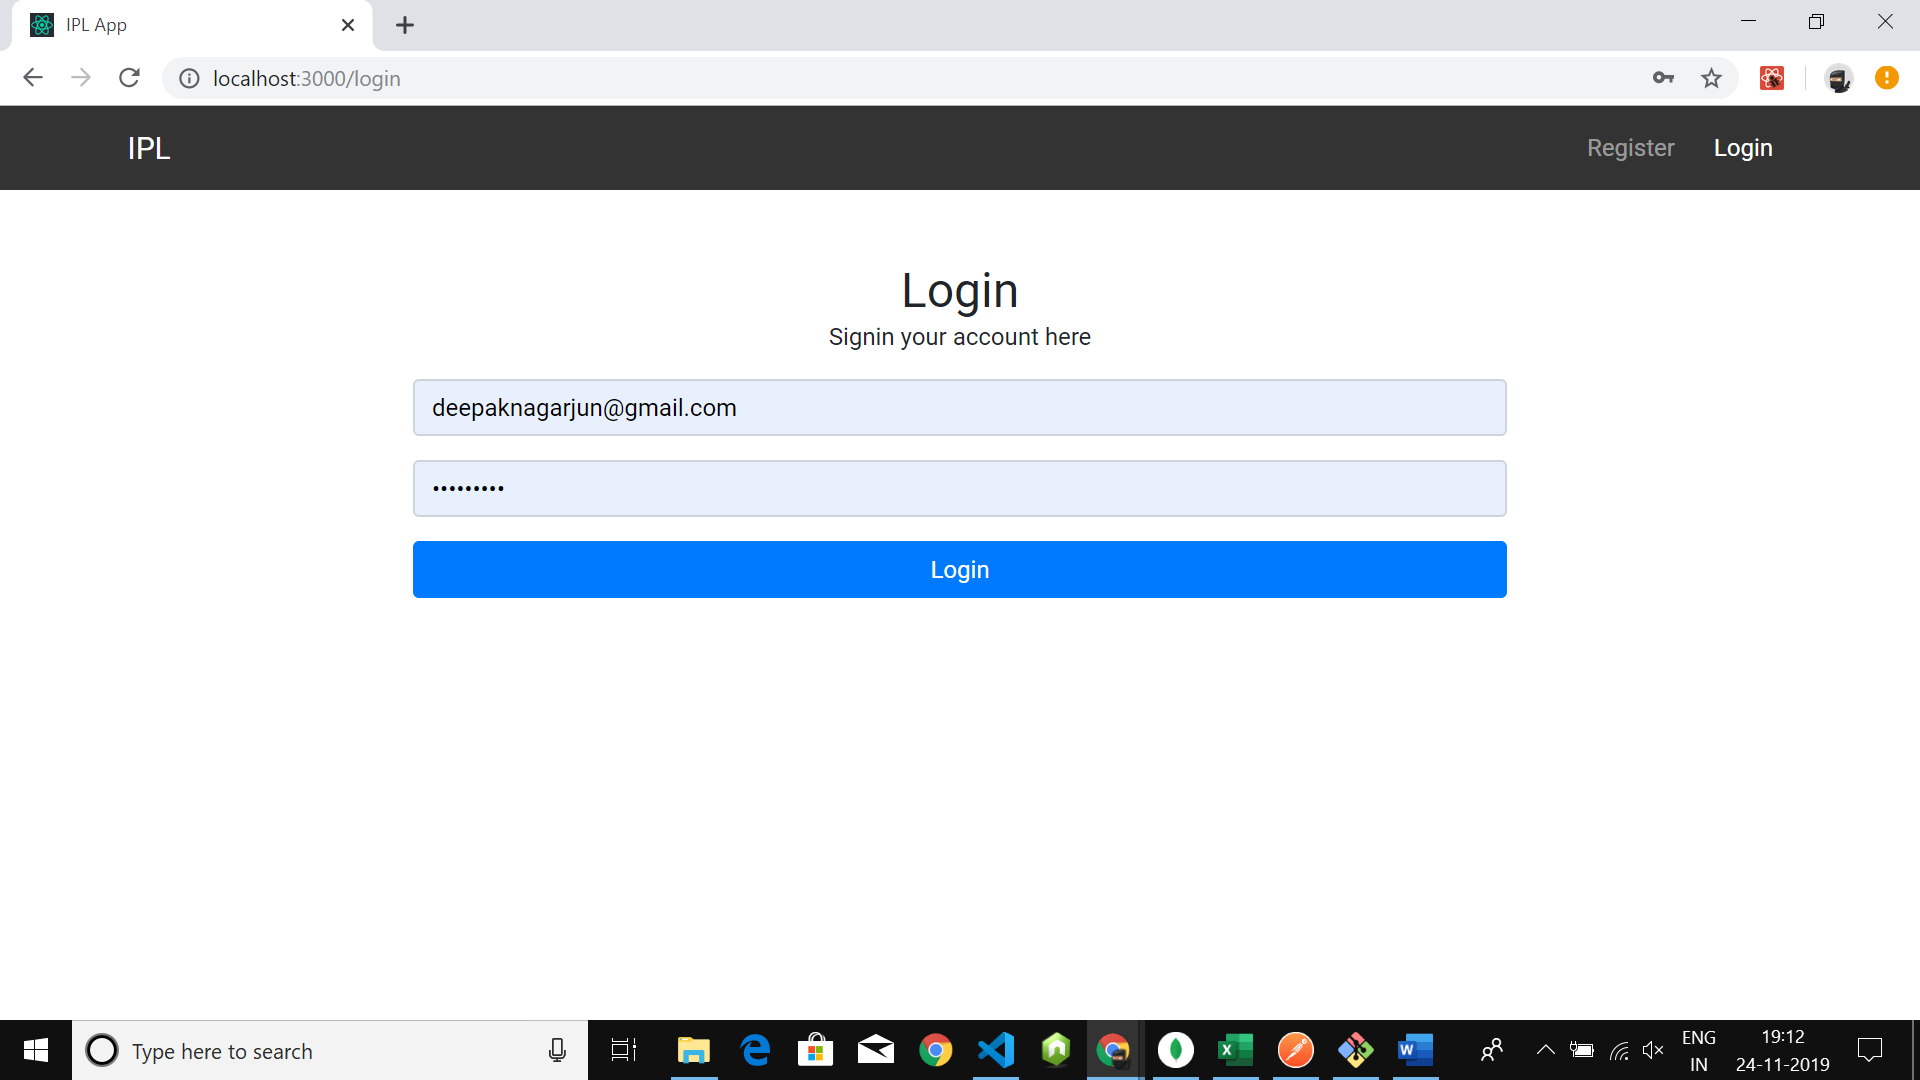 IPL App
localhost:3000/login
IPL
Register
Login
Login
Signin your account here
deepaknagarjun@gmail.com
•••••••••
Login
Type here to search
ENG
IN
19:12
24-11-2019